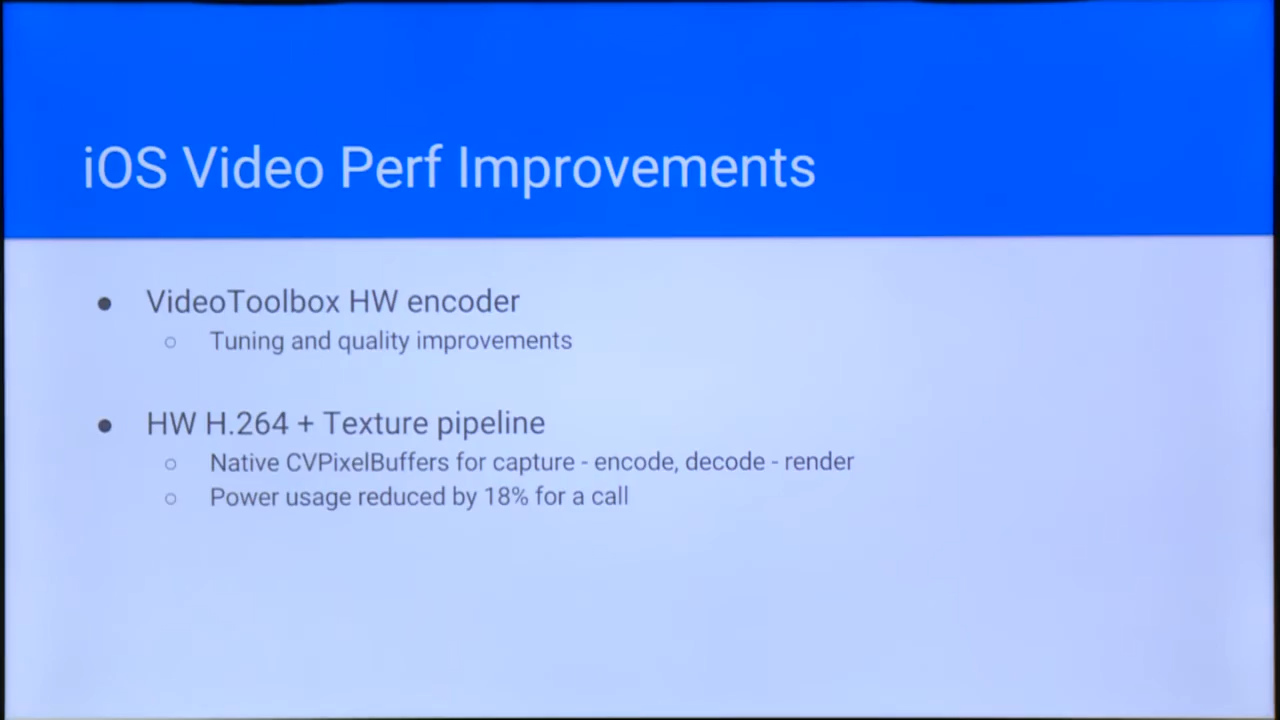 iOS Video Perf Improvements
● VideoToolbox HW encoder
○ Tuning and quality improvements
● HW H.264 + Texture pipeline
○ Native CVPixelBuffers for capture - encode, decode - render
○ Power usage reduced by 18% for a call